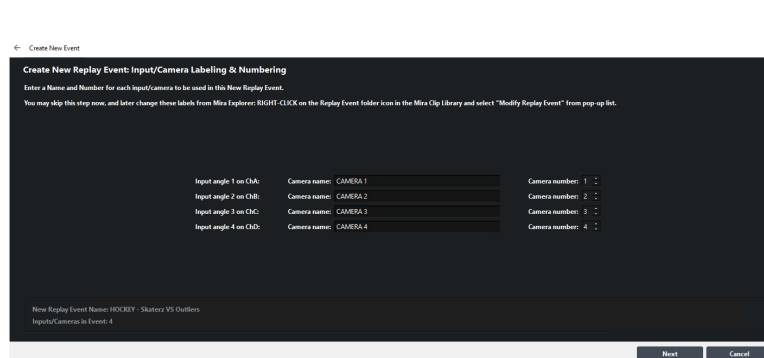 ← Create New Event
Create New Replay Event: Input/Camera Labeling & Numbering
Enter a Name and Number for each input/camera to be used in this New Replay Event.
You may skip this step now, and later change these labels from Mira Explorer: RIGHT-CLICK on the Replay Event folder icon in the Mira Clip Library and select "Modify Replay Event" from pop-up list.
Input angle 1 on ChA: Camera name: CAMERA 1 Camera number: 1
Input angle 2 on ChB: Camera name: CAMERA 2 Camera number: 2
Input angle 3 on ChC: Camera name: CAMERA 3 Camera number: 3
Input angle 4 on ChD: Camera name: CAMERA 4 Camera number: 4
New Replay Event Name: HOCKEY - Skaterz VS Outliers
Inputs/Cameras in Event: 4
Next Cancel